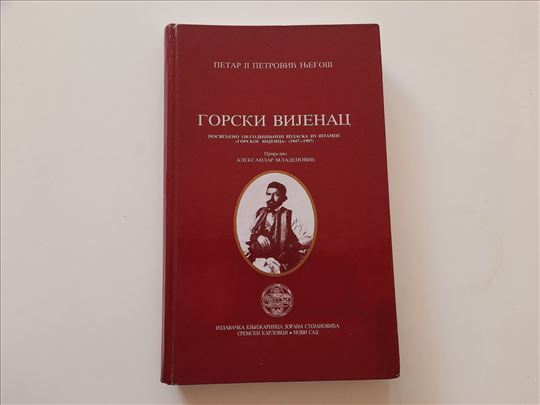 ПЕТАР II ПЕТРОВИЋ ЊЕГОШ
ГОРСКИ ВИЈЕНАЦ
ПОСВЕЋЕНО 150-ГОДИШЊИЦИ ИЗЛАСКА ИЗ ШТАМПЕ
«ГОРСКОГ ВИЈЕНЦА» (1847—1997)
Приредио
АЛЕКСАНДАР МЛАДЕНОВИЋ
ИЗДАВАЧКА КЊИЖАРНИЦА ЗОРАНА СТОЈАНОВИЋА
СРЕМСКИ КАРЛОВЦИ • НОВИ САД